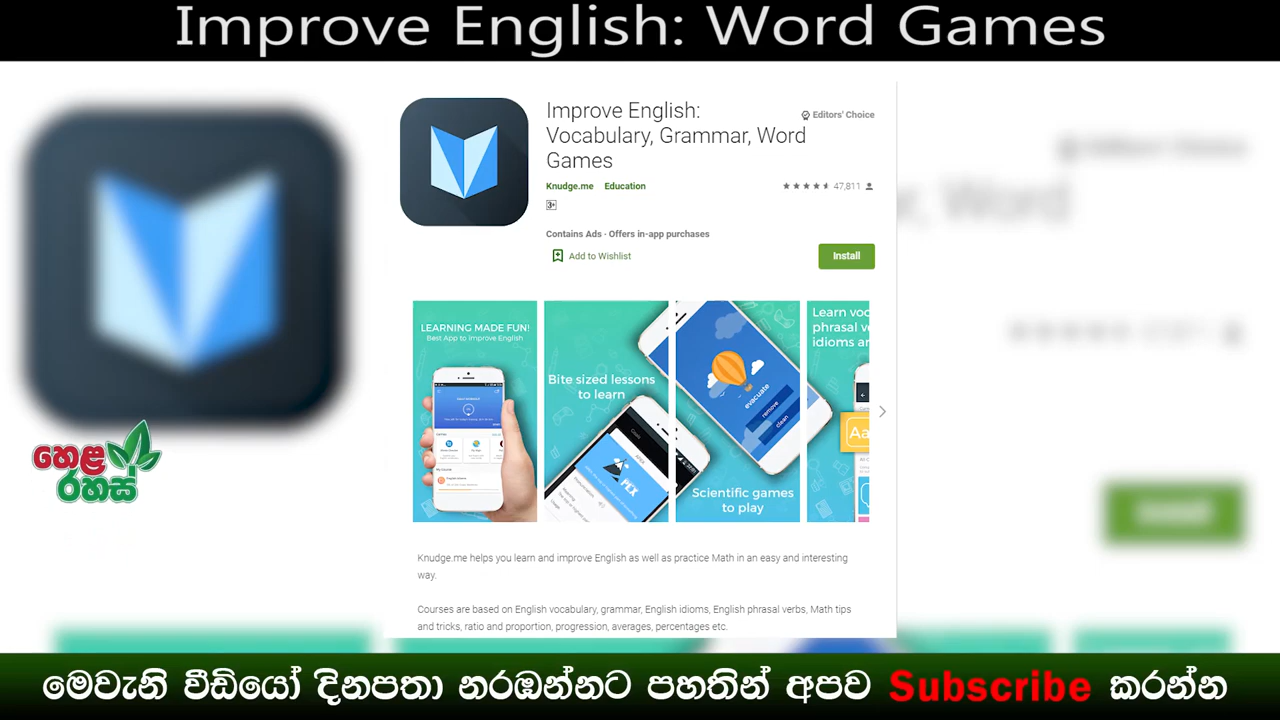 Improve English: Word Games
Improve English:
Vocabulary, Grammar, Word
Games
Editors' Choice
Knudge.me Education
47,811
3+
Contains Ads · Offers in-app purchases
Add to Wishlist
Install
LEARNING MADE FUN!
Best App to improve English
Bite sized lessons
to learn
evacuate
remove
clean
Scientific games
to play
Learn voc
phrasal v
idioms a
Aa
හෙළ
රහස්
Knudge.me helps you learn and improve English as well as practice Math in an easy and interesting
way.
Courses are based on English vocabulary, grammar, English idioms, English phrasal verbs, Math tips
and tricks, ratio and proportion, progression, averages, percentages etc.
මෙවැනි වීඩියෝ දිනපතා නරඹන්නට පහතින් අපව Subscribe කරන්න